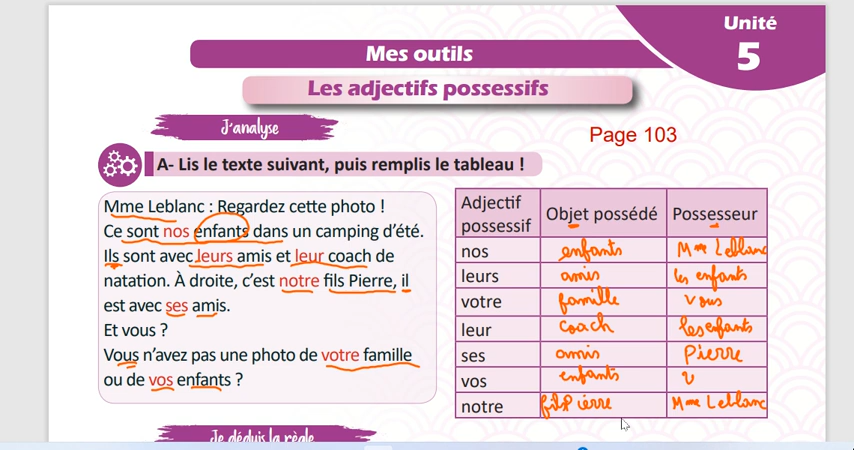 Unité
5
Mes outils
Les adjectifs possessifs
J'analyse
Page 103
A- Lis le texte suivant, puis remplis le tableau !
Mme Leblanc : Regardez cette photo !
Ce sont nos enfants dans un camping d'été.
Ils sont avec leurs amis et leur coach de
natation. À droite, c'est notre fils Pierre, il
est avec ses amis.
Et vous ?
Vous n'avez pas une photo de votre famille
ou de vos enfants ?
Adjectif possessif Objet possédé Possesseur
nos enfants Mme Leblanc
leurs amis les enfants
votre famille vous
leur coach les enfants
ses amis Pierre
vos enfants v
notre fils Pierre Mme Leblanc
Je déduis la règle